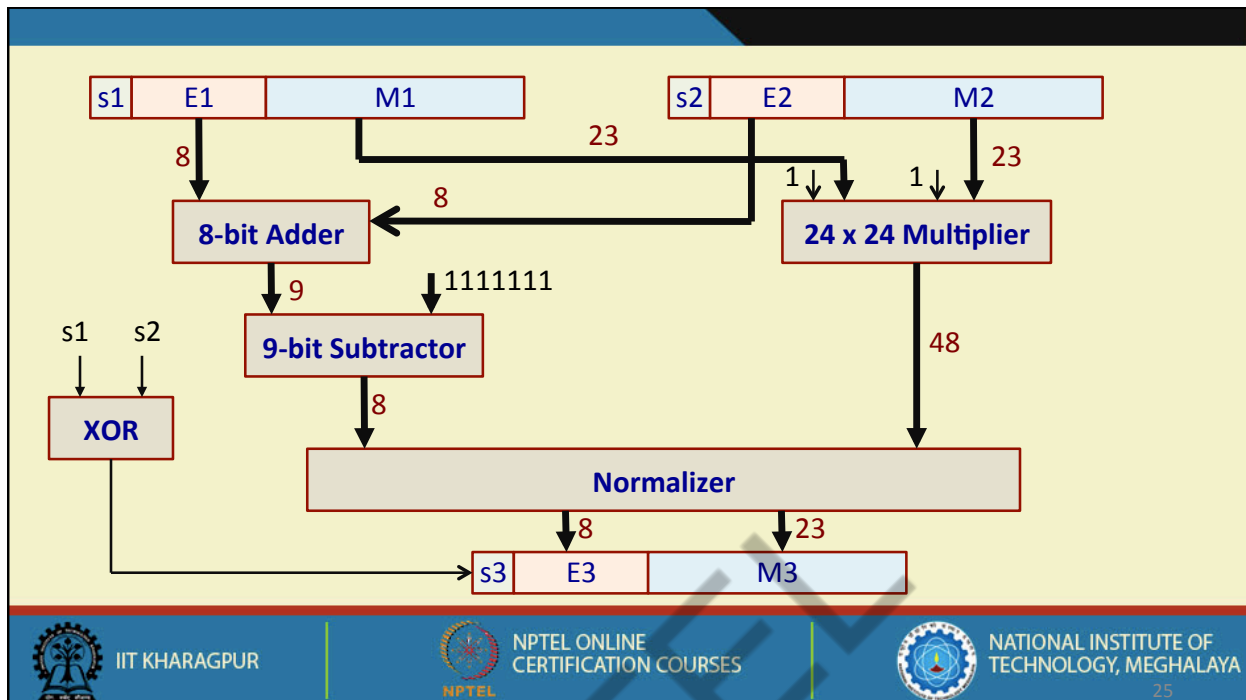 s1 E1 M1 s2 E2 M2
23
8 8 1 1 23
8-bit Adder 24 x 24 Multiplier
9 1111111
s1 s2 9-bit Subtractor 48
8
XOR
Normalizer
8 23
s3 E3 M3
IIT KHARAGPUR
NPTEL
NPTEL ONLINE
CERTIFICATION COURSES
NATIONAL INSTITUTE OF
TECHNOLOGY, MEGHALAYA
25